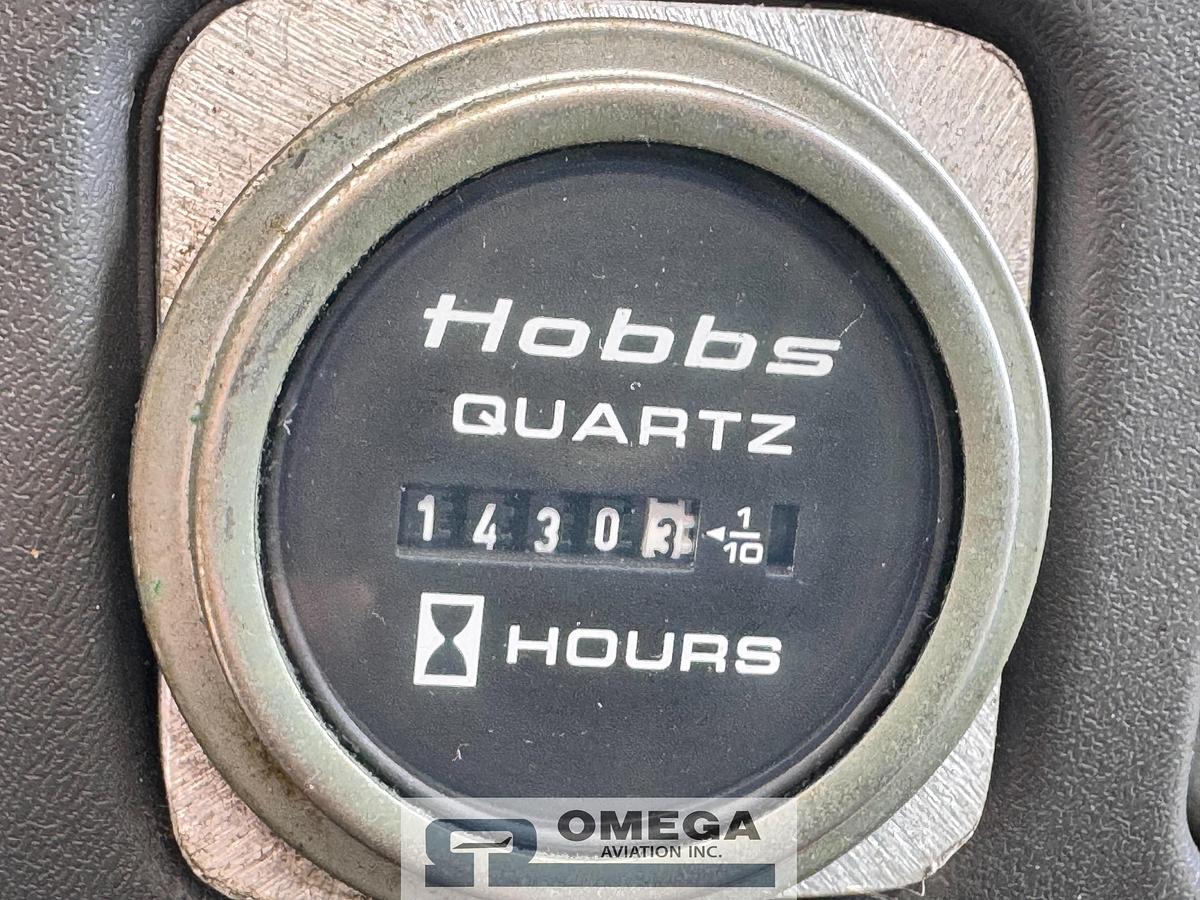 Hobbs
QUARTZ
1 4 3 0 3 ◄ 1/10
HOURS
OMEGA
AVIATION INC.